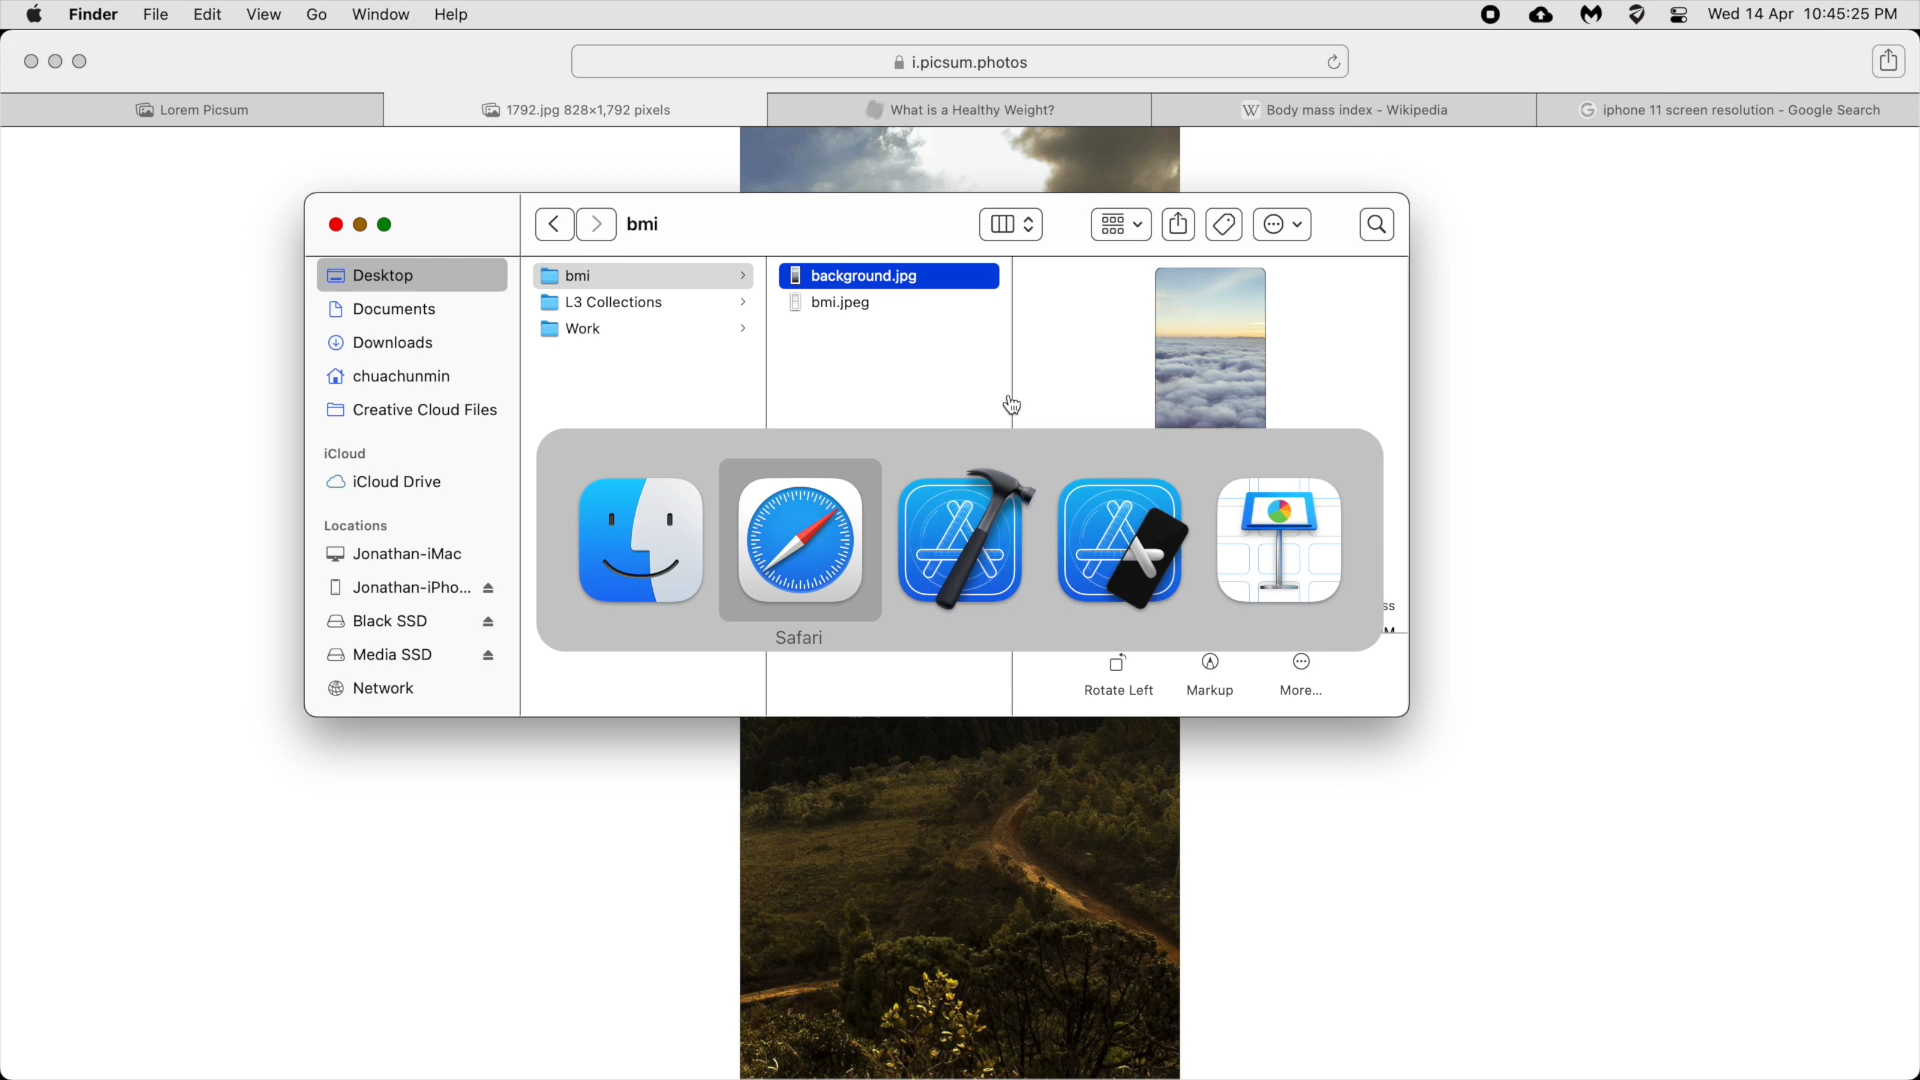 Finder File Edit View Go Window Help Wed 14 Apr 10:45:25 PM
i.picsum.photos
Lorem Picsum 1792.jpg 828×1,792 pixels What is a Healthy Weight? Body mass index - Wikipedia iphone 11 screen resolution - Google Search
bmi
Desktop
Documents
Downloads
chuachunmin
Creative Cloud Files
iCloud
iCloud Drive
Locations
Jonathan-iMac
Jonathan-iPho...
Black SSD
Media SSD
Network
bmi
L3 Collections
Work
background.jpg
bmi.jpeg
Safari
ss
M
Rotate Left Markup More...